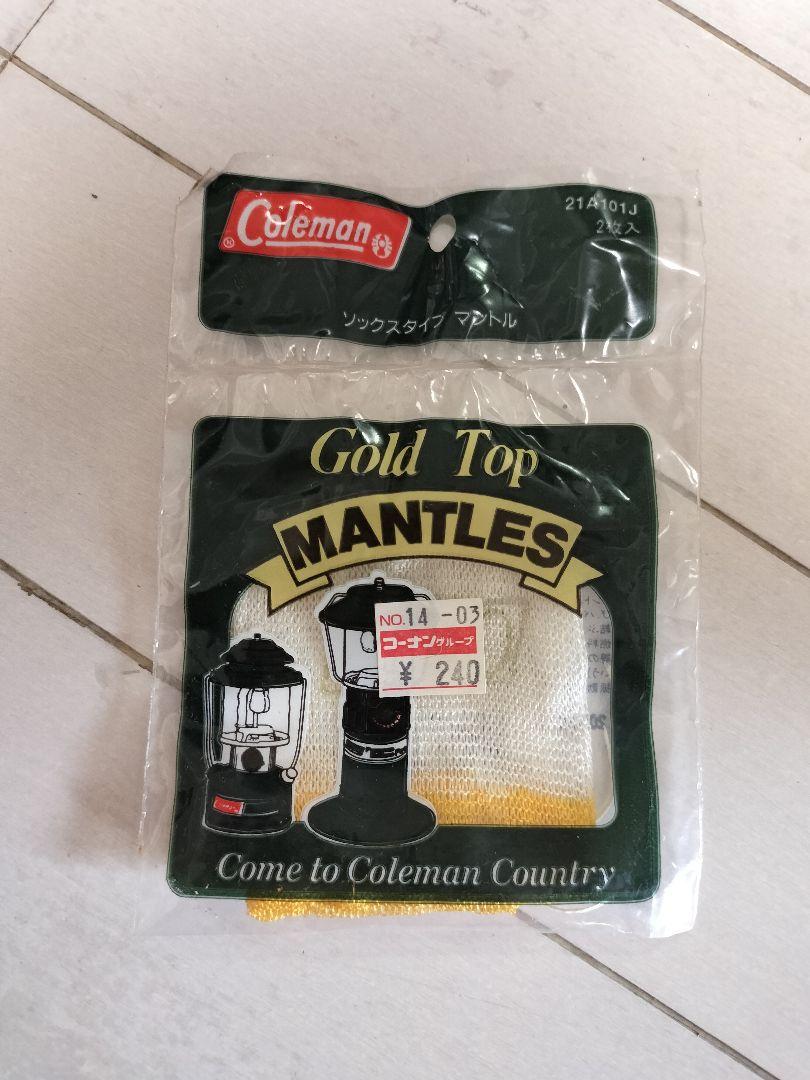 Coleman
®
21A101J
2枚入
ソックスタイプ マントル
Gold Top
MANTLES
NO. 14 -03
コーナングループ
¥ 240
Come to Coleman Country